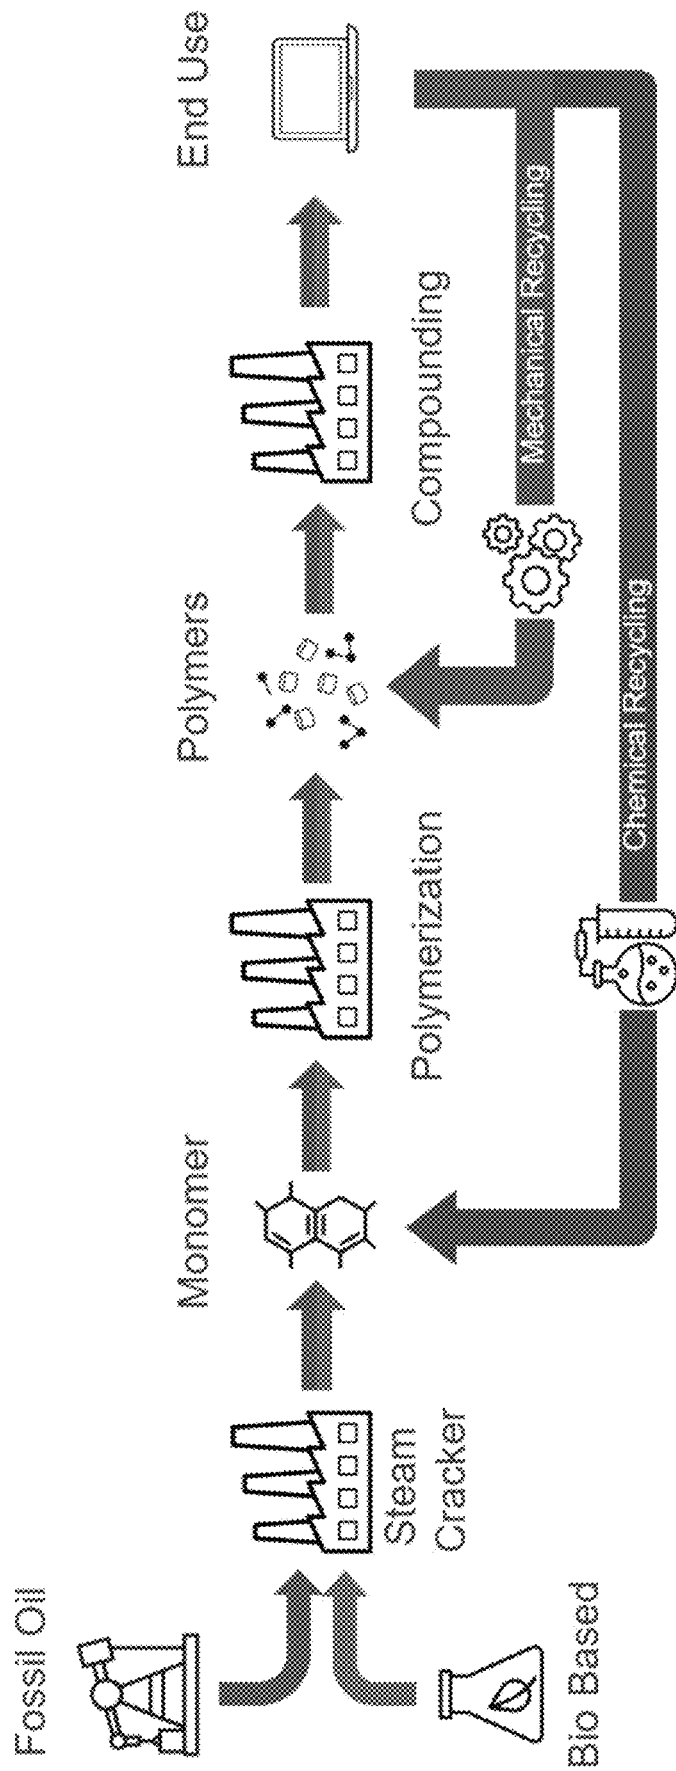 Fossil Oil
Bio Based
Steam
Cracker
Monomer
Polymerization
Polymers
Compounding
End Use
Mechanical Recycling
Chemical Recycling